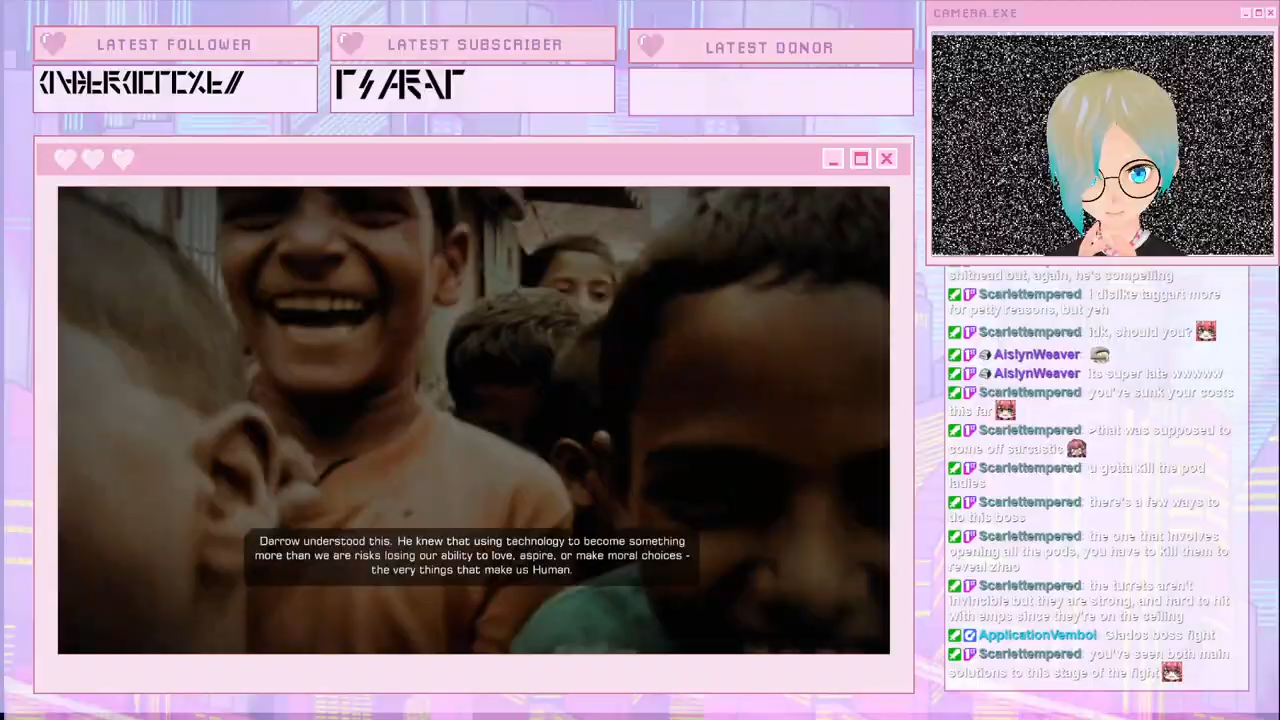 LATEST FOLLOWER
LATEST SUBSCRIBER
LATEST DONOR
CAMERA.EXE
Darrow understood this. He knew that using technology to become something
more than we are risks losing our ability to love, aspire, or make moral choices -
the very things that make us Human.
shithead but, again, he's compelling
Scarlettempered I dislike taggart more
for petty reasons, but yeh
Scarlettempered idk, should you?
AislynWeaver
AislynWeaver its super late wwwww
Scarlettempered you've sunk your costs
this far
Scarlettempered >that was supposed to
come off sarcastic
Scarlettempered u gotta kill the pod
ladies
Scarlettempered there's a few ways to
do this boss
Scarlettempered the one that involves
opening all the pods, you have to kill them to
reveal zhao
Scarlettempered the turrets aren't
invincible but they are strong, and hard to hit
with emps since they're on the ceiling
ApplicationVembol Glados boss fight
Scarlettempered you've seen both main
solutions to this stage of the fight